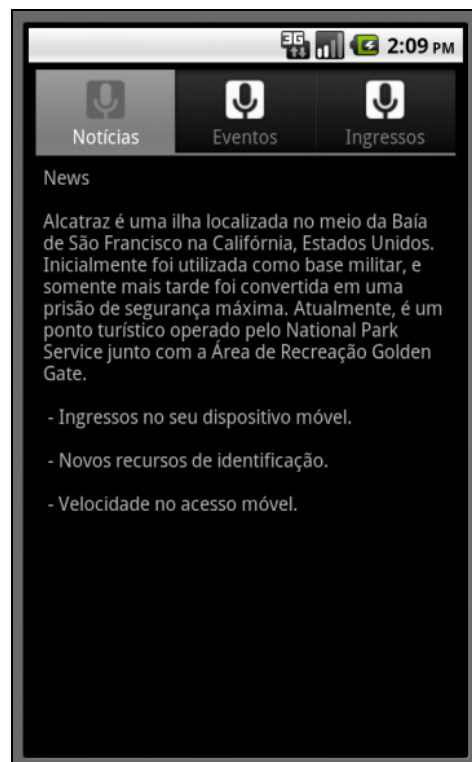 3G 2:09 PM
Notícias Eventos Ingressos
News
Alcatraz é uma ilha localizada no meio da Baía
de São Francisco na Califórnia, Estados Unidos.
Inicialmente foi utilizada como base militar, e
somente mais tarde foi convertida em uma
prisão de segurança máxima. Atualmente, é um
ponto turístico operado pelo National Park
Service junto com a Área de Recreação Golden
Gate.
- Ingressos no seu dispositivo móvel.
- Novos recursos de identificação.
- Velocidade no acesso móvel.